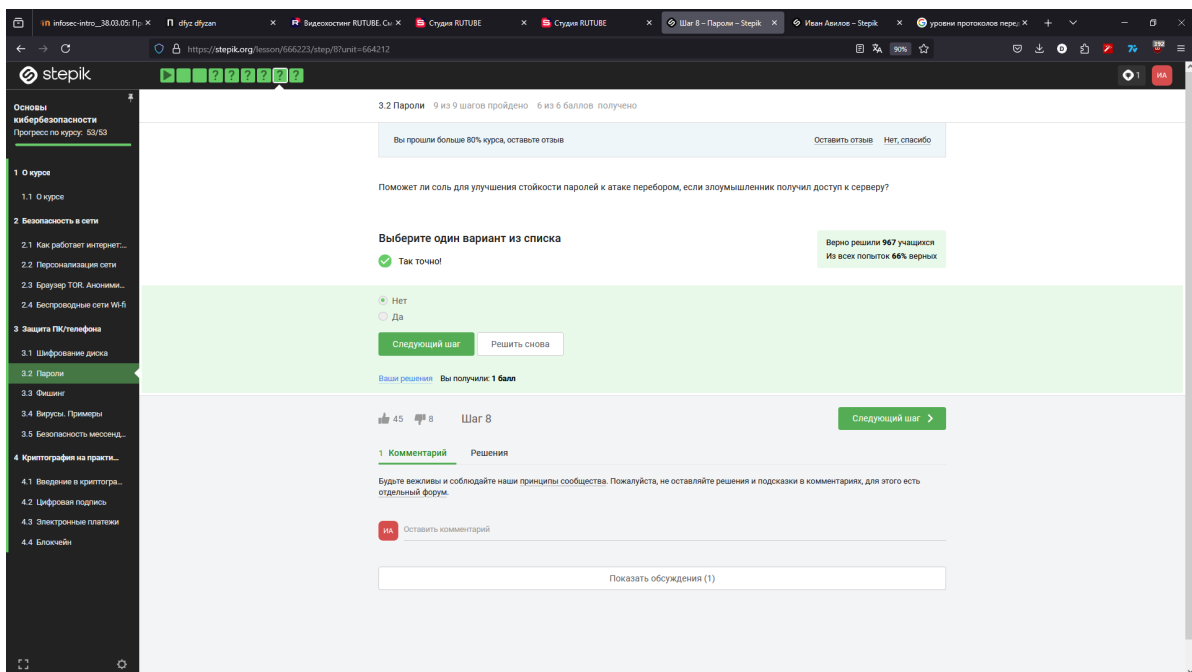 infosec-intro__38.03.05: Пр
dfyz dfyzan
Видеохостинг RUTUBE. См
Студия RUTUBE
Студия RUTUBE
Шаг 8 – Пароли – Stepik
Иван Авилов – Stepik
уровни протоколов перед
https://stepik.org/lesson/666223/step/8?unit=664212
90%
392
stepik
? ? ? ? ? ? ?
1
ИА
Основы
кибербезопасности
Прогресс по курсу: 53/53
1 О курсе
1.1 О курсе
2 Безопасность в сети
2.1 Как работает интернет:...
2.2 Персонализация сети
2.3 Браузер TOR. Аноними...
2.4 Беспроводные сети Wi-fi
3 Защита ПК/телефона
3.1 Шифрование диска
3.2 Пароли
3.3 Фишинг
3.4 Вирусы. Примеры
3.5 Безопасность мессенд...
4 Криптография на практи...
4.1 Введение в криптогра...
4.2 Цифровая подпись
4.3 Электронные платежи
4.4 Блокчейн
3.2 Пароли 9 из 9 шагов пройдено 6 из 6 баллов получено
Вы прошли больше 80% курса, оставьте отзыв
Оставить отзыв Нет, спасибо
Поможет ли соль для улучшения стойкости паролей к атаке перебором, если злоумышленник получил доступ к серверу?
Выберите один вариант из списка
Так точно!
Верно решили 967 учащихся
Из всех попыток 66% верных
Нет
Да
Следующий шаг Решить снова
Ваши решения Вы получили: 1 балл
45 8 Шаг 8
Следующий шаг
1 Комментарий Решения
Будьте вежливы и соблюдайте наши принципы сообщества. Пожалуйста, не оставляйте решения и подсказки в комментариях, для этого есть
отдельный форум.
ИА Оставить комментарий
Показать обсуждения (1)